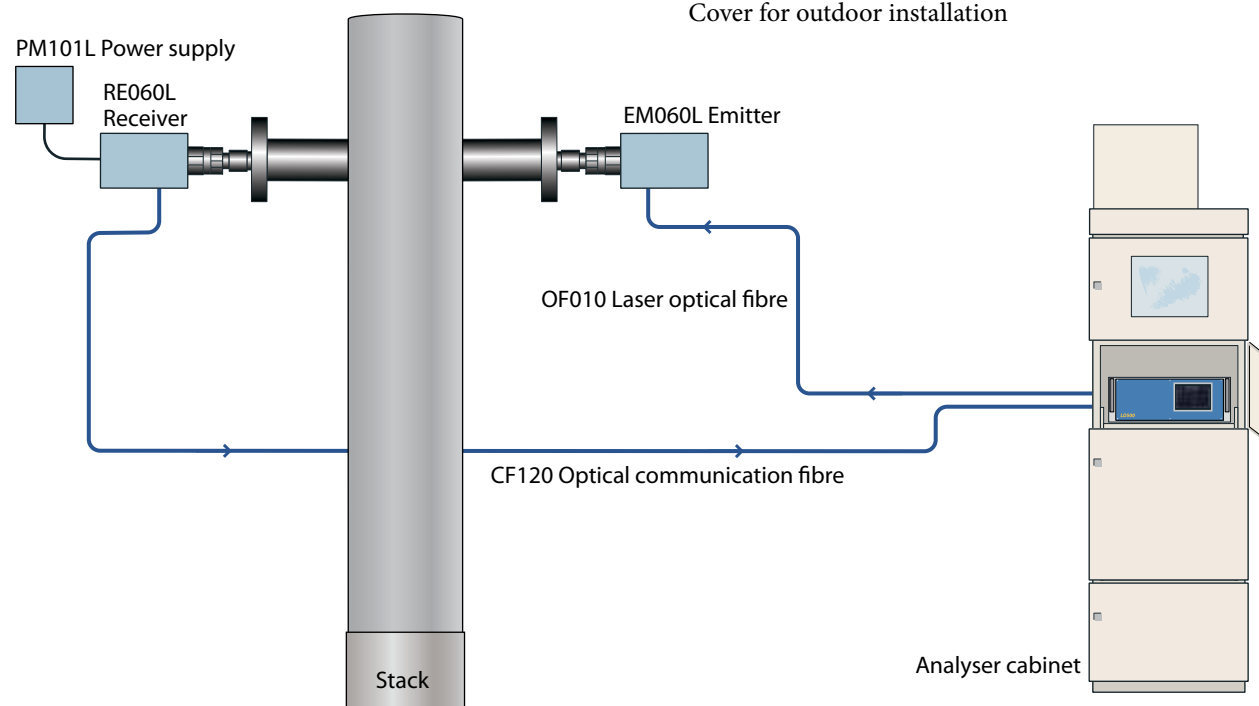 Cover for outdoor installation
PM101L Power supply
RE060L
Receiver
EM060L Emitter
OF010 Laser optical fibre
CF120 Optical communication fibre
Analyser cabinet
Stack